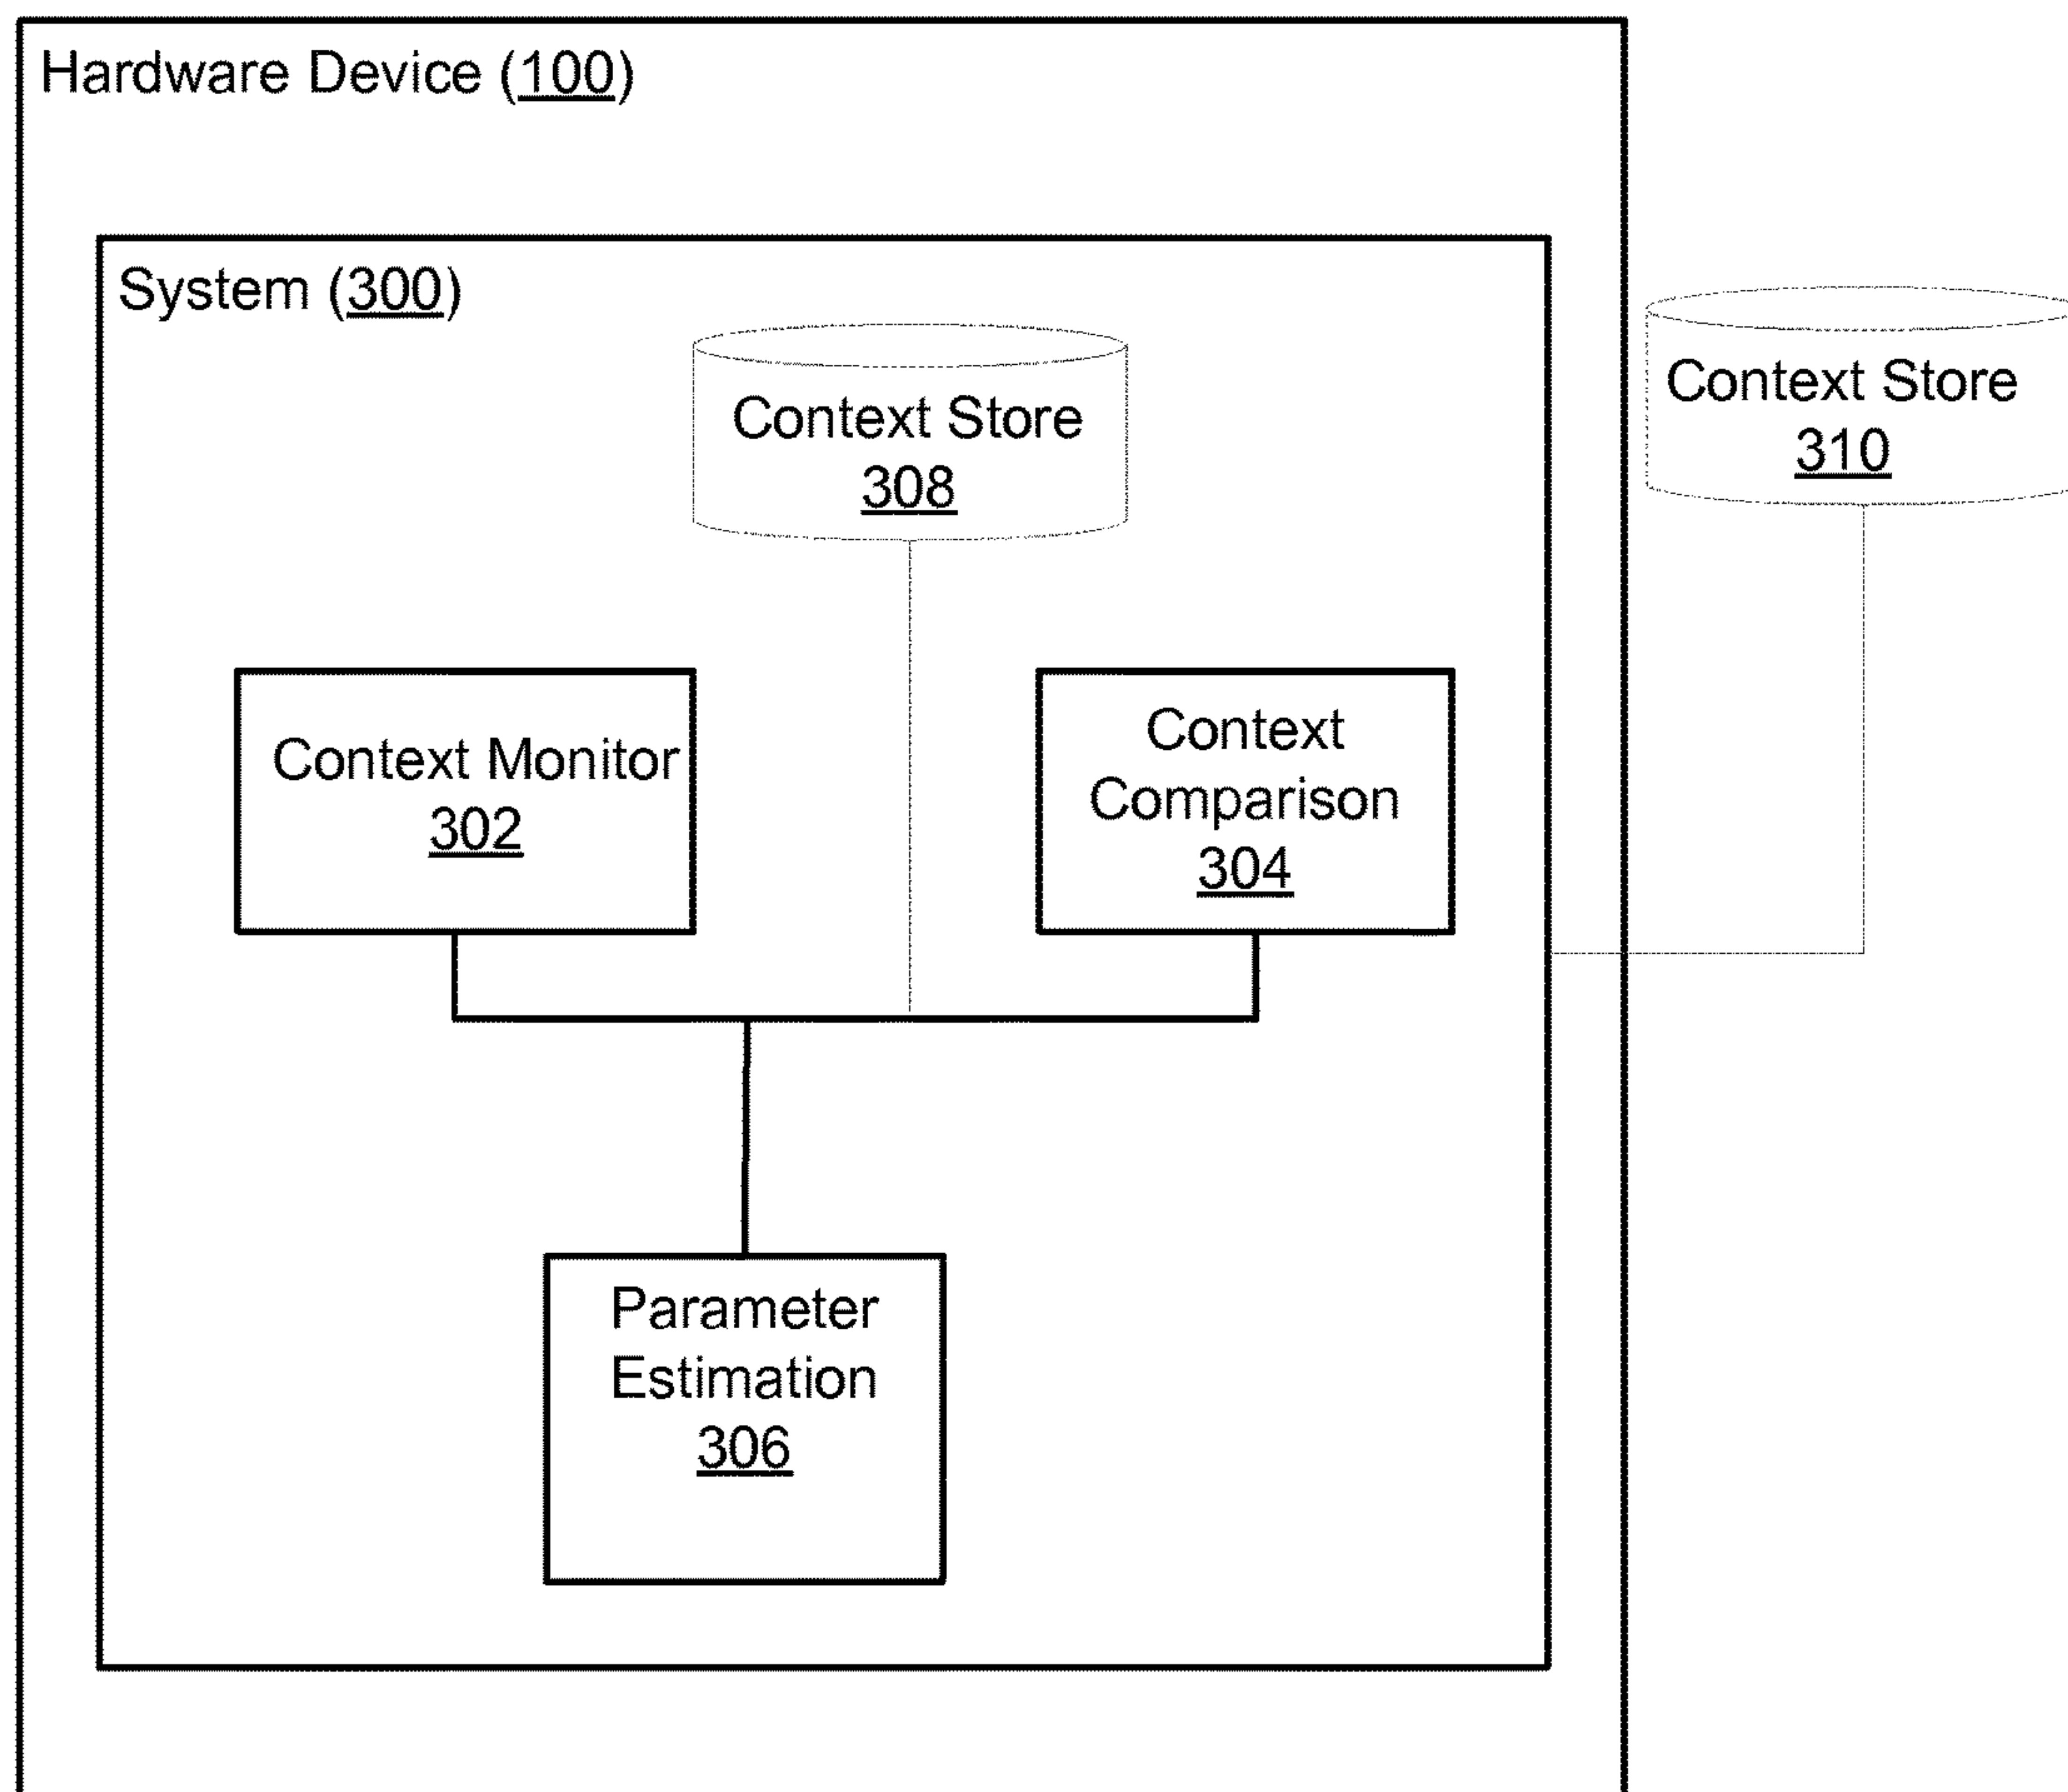 Hardware Device (100)
System (300)
Context Store
308
Context Store
310
Context Monitor
302
Context
Comparison
304
Parameter
Estimation
306